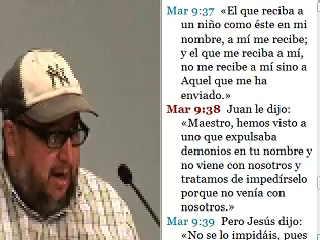 Mar 9:37 «El que reciba a
un niño como éste en mi
nombre, a mí me recibe;
y el que me reciba a mí,
no me recibe a mí sino a
Aquel que me ha
enviado.»
Mar 9:38 Juan le dijo:
«Maestro, hemos visto a
uno que expulsaba
demonios en tu nombre y
no viene con nosotros y
tratamos de impedírselo
porque no venía con
nosotros.»
Mar 9:39 Pero Jesús dijo:
«No se lo impidáis, pues